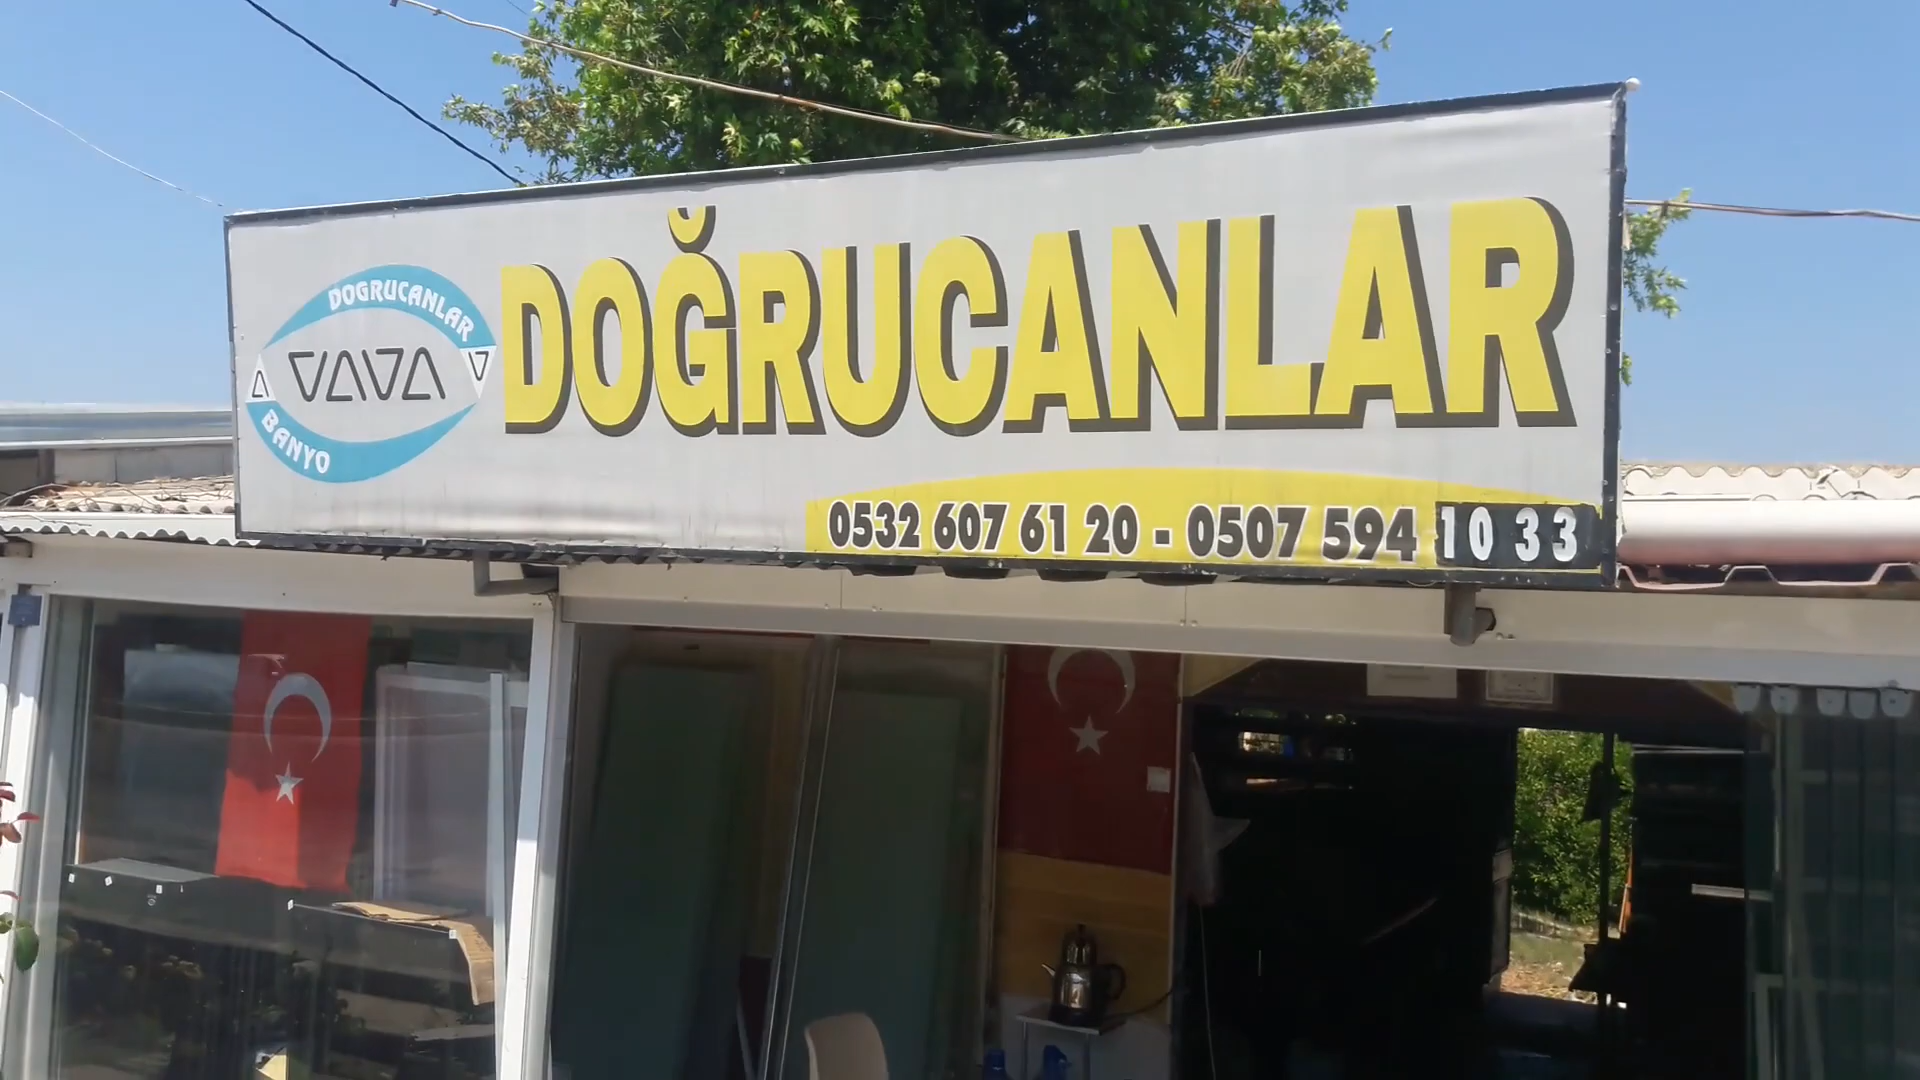 DOGRUCANLAR
VAVA
BANYO
DOĞRUCANLAR
0532 607 61 20 - 0507 594 10 33